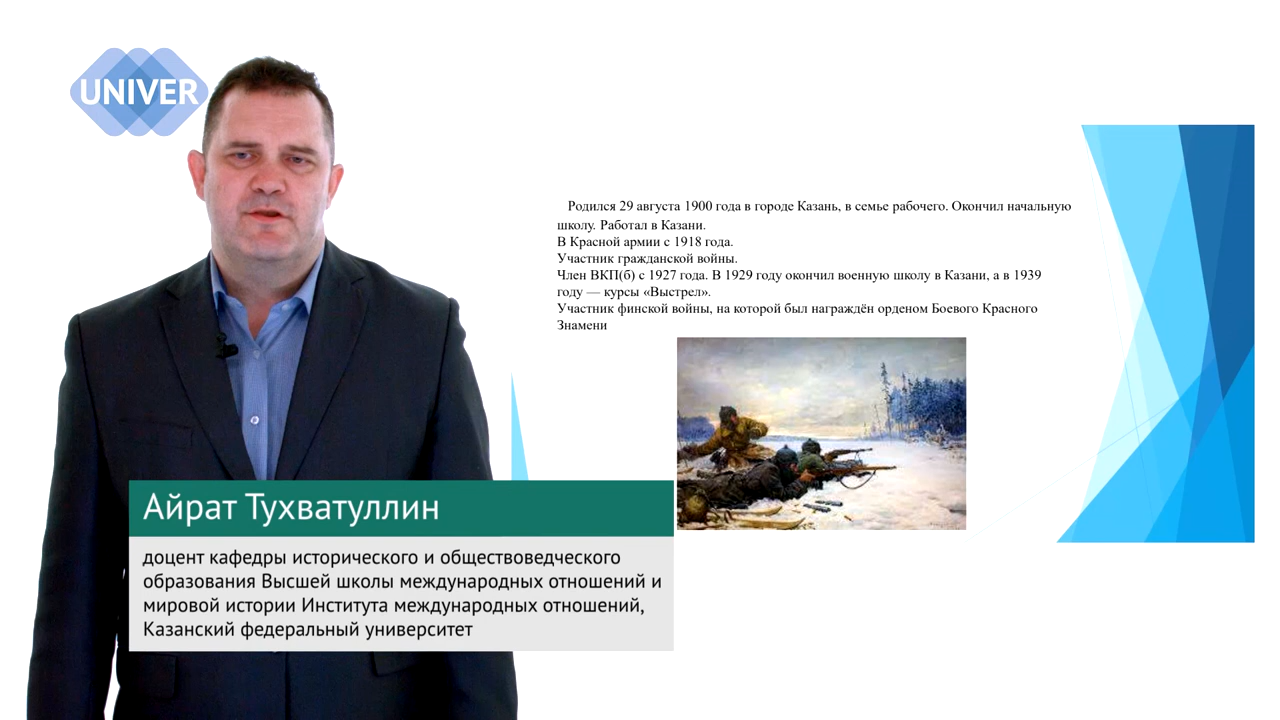 UNIVER
Родился 29 августа 1900 года в городе Казань, в семье рабочего. Окончил начальную
школу. Работал в Казани.
В Красной армии с 1918 года.
Участник гражданской войны.
Член ВКП(б) с 1927 года. В 1929 году окончил военную школу в Казани, а в 1939
году — курсы «Выстрел».
Участник финской войны, на которой был награждён орденом Боевого Красного
Знамени
Айрат Тухватуллин
доцент кафедры исторического и обществоведческого
образования Высшей школы международных отношений и
мировой истории Института международных отношений,
Казанский федеральный университет